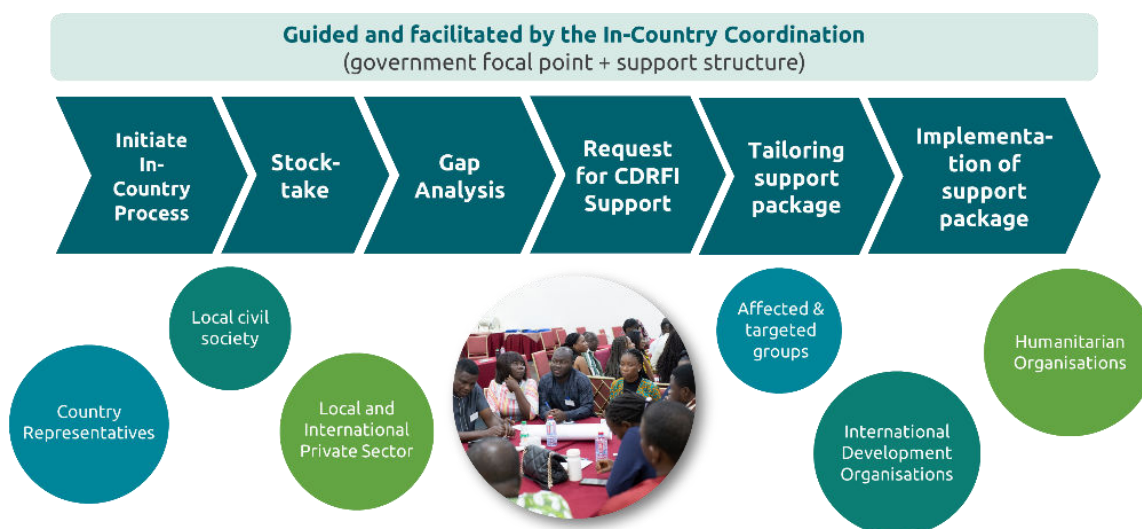 Guided and facilitated by the In-Country Coordination
(government focal point + support structure)
Initiate
In-
Country
Process
Stock-
take
Gap
Analysis
Request
for CDRFI
Support
Tailoring
support
package
Implementa-
tion of
support
package
Country
Representatives
Local civil
society
Local and
International
Private Sector
Affected &
targeted
groups
International
Development
Organisations
Humanitarian
Organisations